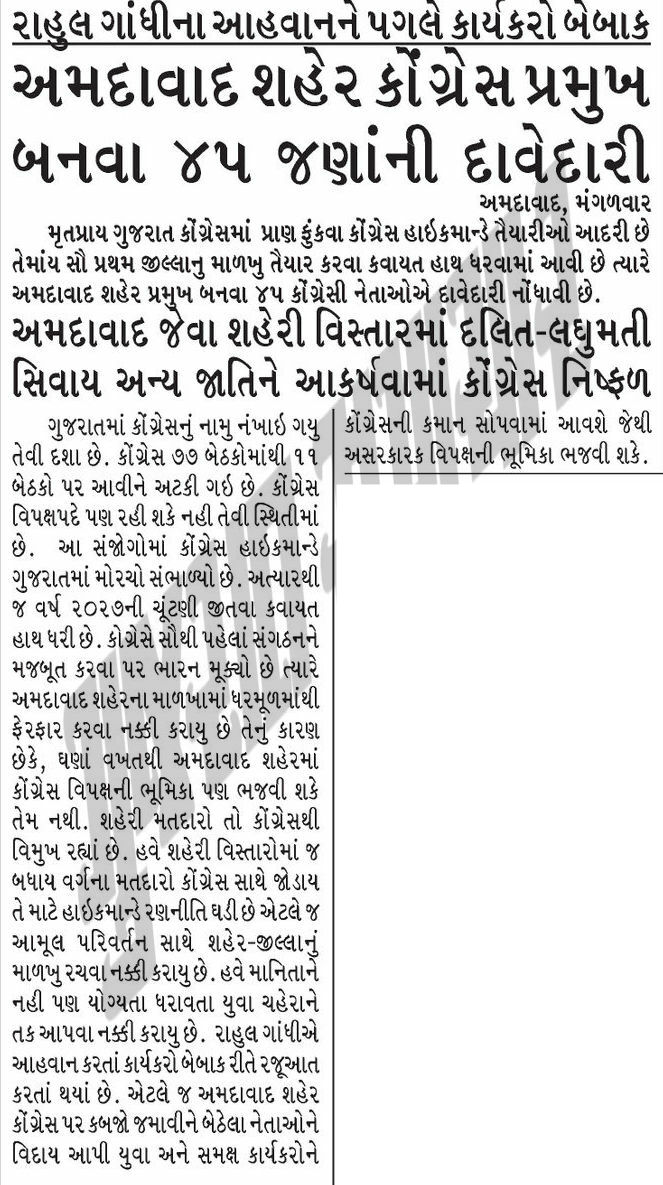 રાહુલ ગાંધીના આહવાનને પગલે કાર્યકરો બેબાક
અમદાવાદ શહેર કોંગ્રેસ પ્રમુખ
બનવા ૪૫ જણાંની દાવેદારી
અમદાવાદ, મંગળવાર
મૃતપ્રાય ગુજરાત કોંગ્રેસમાં પ્રાણ ફુંકવા કોંગ્રેસ હાઇકમાન્ડે તૈયારીઓ આદરી છે
તેમાંય સૌ પ્રથમ જીલ્લાનુ માળખુ તૈયાર કરવા કવાયત હાથ ધરવામાં આવી છે ત્યારે
અમદાવાદ શહેર પ્રમુખ બનવા ૪૫ કોંગ્રેસી નેતાઓએ દાવેદારી નોંધાવી છે.
અમદાવાદ જેવા શહેરી વિસ્તારમાં દલિત-લઘુમતી
સિવાય અન્ય જાતિને આકર્ષવામાં કોંગ્રેસ નિષ્ફળ
ગુજરાતમાં કોંગ્રેસનું નામુ નંખાઇ ગયુ
તેવી દશા છે. કોંગ્રેસ ૭૭ બેઠકોમાંથી ૧૧
બેઠકો પર આવીને અટકી ગઇ છે. કોંગ્રેસ
વિપક્ષપદે પણ રહી શકે નહી તેવી સ્થિતીમાં
છે. આ સંજોગોમાં કોંગ્રેસ હાઇકમાન્ડે
ગુજરાતમાં મોરચો સંભાળ્યો છે. અત્યારથી
જ વર્ષ ૨૦૨૭ની ચૂંટણી જીતવા કવાયત
હાથ ધરી છે. કોગ્રેસે સૌથી પહેલાં સંગઠનને
મજબૂત કરવા પર ભારન મૂક્યો છે ત્યારે
અમદાવાદ શહેરના માળખામાં ધરમૂળમાંથી
ફેરફાર કરવા નક્કી કરાયુ છે તેનું કારણ
છેકે, ઘણાં વખતથી અમદાવાદ શહેરમાં
કોંગ્રેસ વિપક્ષની ભૂમિકા પણ ભજવી શકે
તેમ નથી. શહેરી મતદારો તો કોંગ્રેસથી
વિમુખ રહ્યાં છે. હવે શહેરી વિસ્તારોમાં જ
બધાય વર્ગના મતદારો કોંગ્રેસ સાથે જોડાય
તે માટે હાઇકમાન્ડે રણનીતિ ઘડી છે એટલે જ
આમૂલ પરિવર્તન સાથે શહેર-જીલ્લાનું
માળખુ રચવા નક્કી કરાયુ છે. હવે માનિતાને
નહી પણ યોગ્યતા ધરાવતા યુવા ચહેરાને
તક આપવા નક્કી કરાયુ છે. રાહુલ ગાંધીએ
આહવાન કરતાં કાર્યકરો બેબાક રીતે રજૂઆત
કરતાં થયાં છે. એટલે જ અમદાવાદ શહેર
કોંગ્રેસ પર કબજો જમાવીને બેઠેલા નેતાઓને
વિદાય આપી યુવા અને સમક્ષ કાર્યકરોને
કોંગ્રેસની કમાન સોપવામાં આવશે જેથી
અસરકારક વિપક્ષની ભૂમિકા ભજવી શકે.